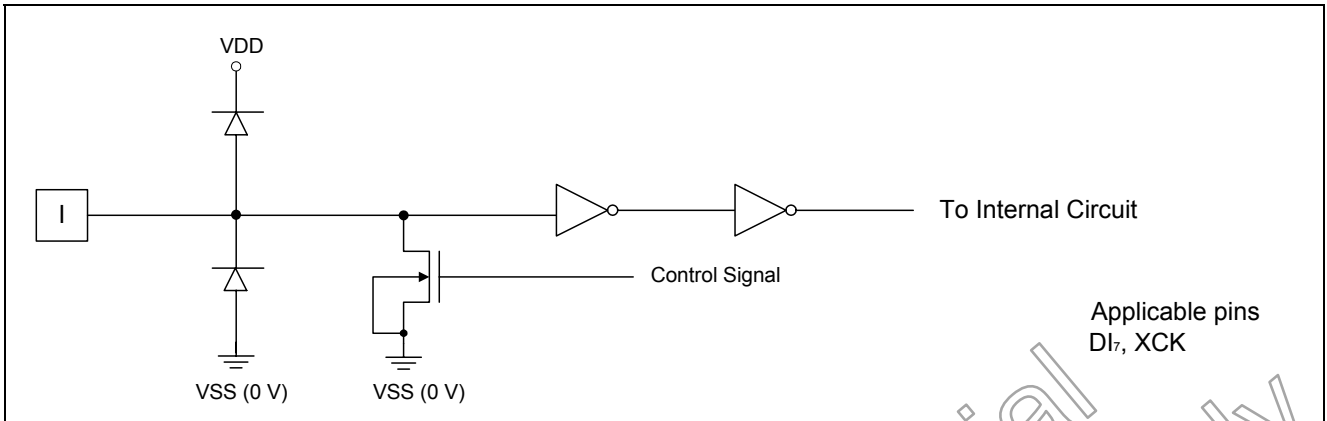 VDD
I
To Internal Circuit
Control Signal
Applicable pins
DI₇, XCK
VSS (0 V)
VSS (0 V)